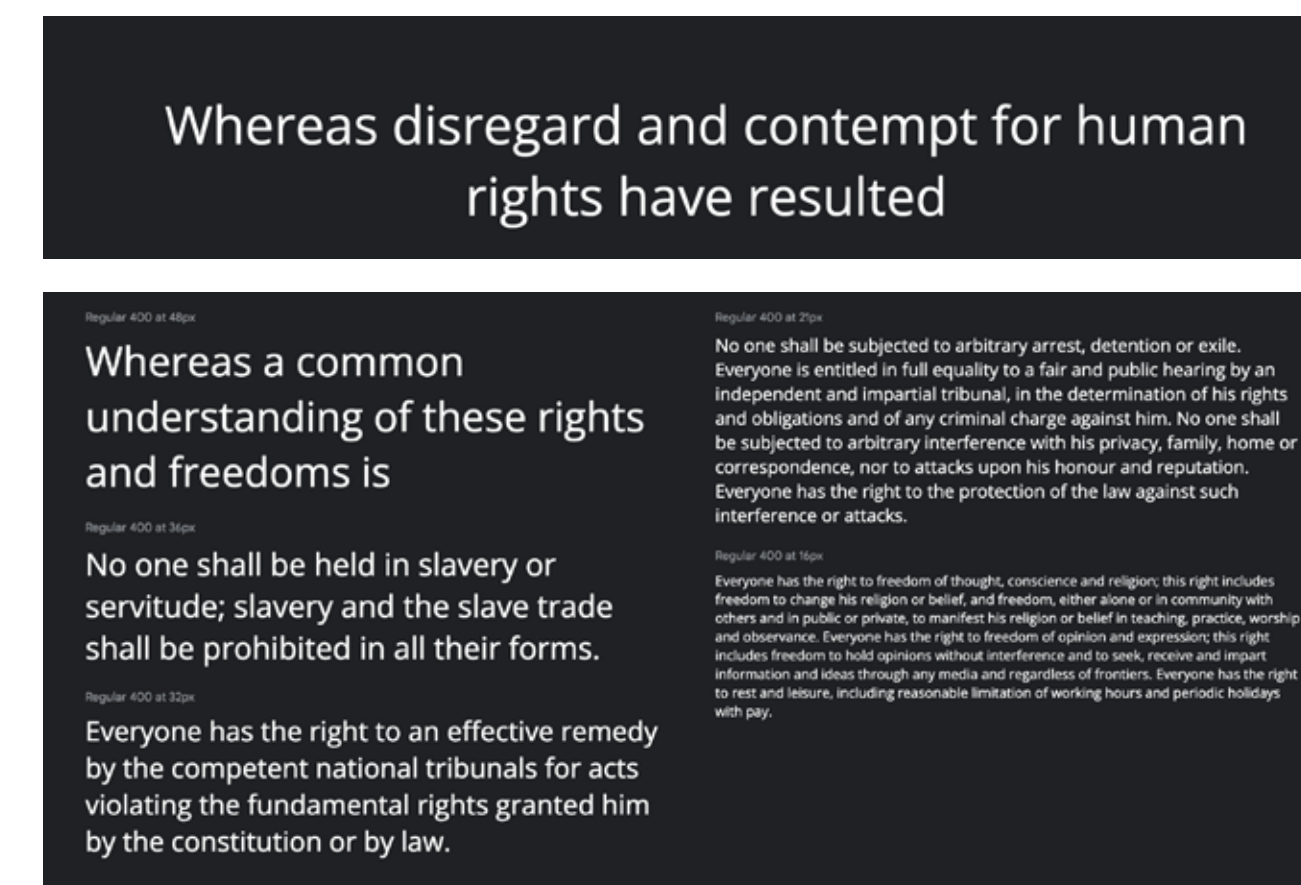 Whereas disregard and contempt for human
rights have resulted
Regular 400 at 48px
Whereas a common
understanding of these rights
and freedoms is
Regular 400 at 36px
No one shall be held in slavery or
servitude; slavery and the slave trade
shall be prohibited in all their forms.
Regular 400 at 32px
Everyone has the right to an effective remedy
by the competent national tribunals for acts
violating the fundamental rights granted him
by the constitution or by law.
Regular 400 at 21px
No one shall be subjected to arbitrary arrest, detention or exile.
Everyone is entitled in full equality to a fair and public hearing by an
independent and impartial tribunal, in the determination of his rights
and obligations and of any criminal charge against him. No one shall
be subjected to arbitrary interference with his privacy, family, home or
correspondence, nor to attacks upon his honour and reputation.
Everyone has the right to the protection of the law against such
interference or attacks.
Regular 400 at 16px
Everyone has the right to freedom of thought, conscience and religion; this right includes
freedom to change his religion or belief, and freedom, either alone or in community with
others and in public or private, to manifest his religion or belief in teaching, practice, worship
and observance. Everyone has the right to freedom of opinion and expression; this right
includes freedom to hold opinions without interference and to seek, receive and impart
information and ideas through any media and regardless of frontiers. Everyone has the right
to rest and leisure, including reasonable limitation of working hours and periodic holidays
with pay.